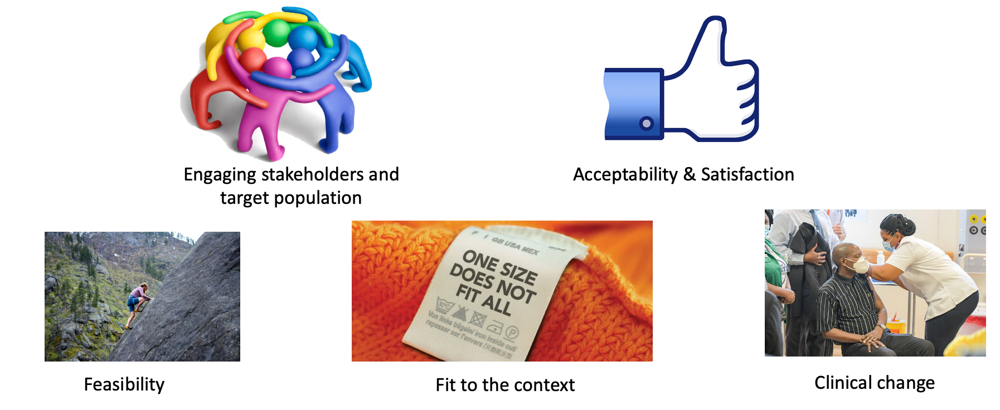 Engaging stakeholders and
target population
Acceptability & Satisfaction
F I GB USA MEX
ONE SIZE
DOES NOT
FIT ALL
30°C
P
Von links bügeln/ iron inside out/
repasser sur l'envers /
Feasibility
Fit to the context
Clinical change